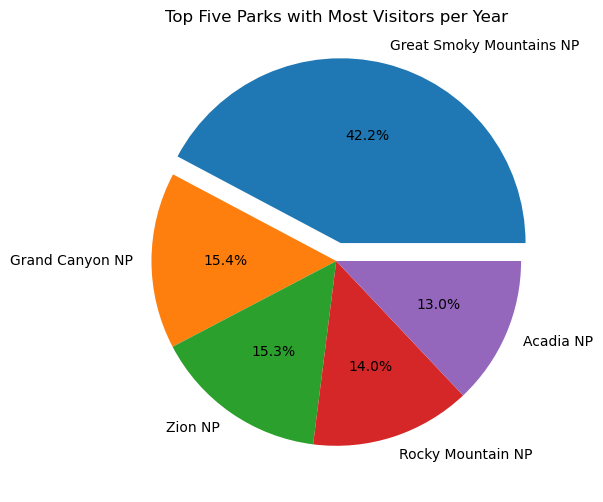 Top Five Parks with Most Visitors per Year
Great Smoky Mountains NP
42.2%
Grand Canyon NP
15.4%
Zion NP
15.3%
Rocky Mountain NP
14.0%
Acadia NP
13.0%